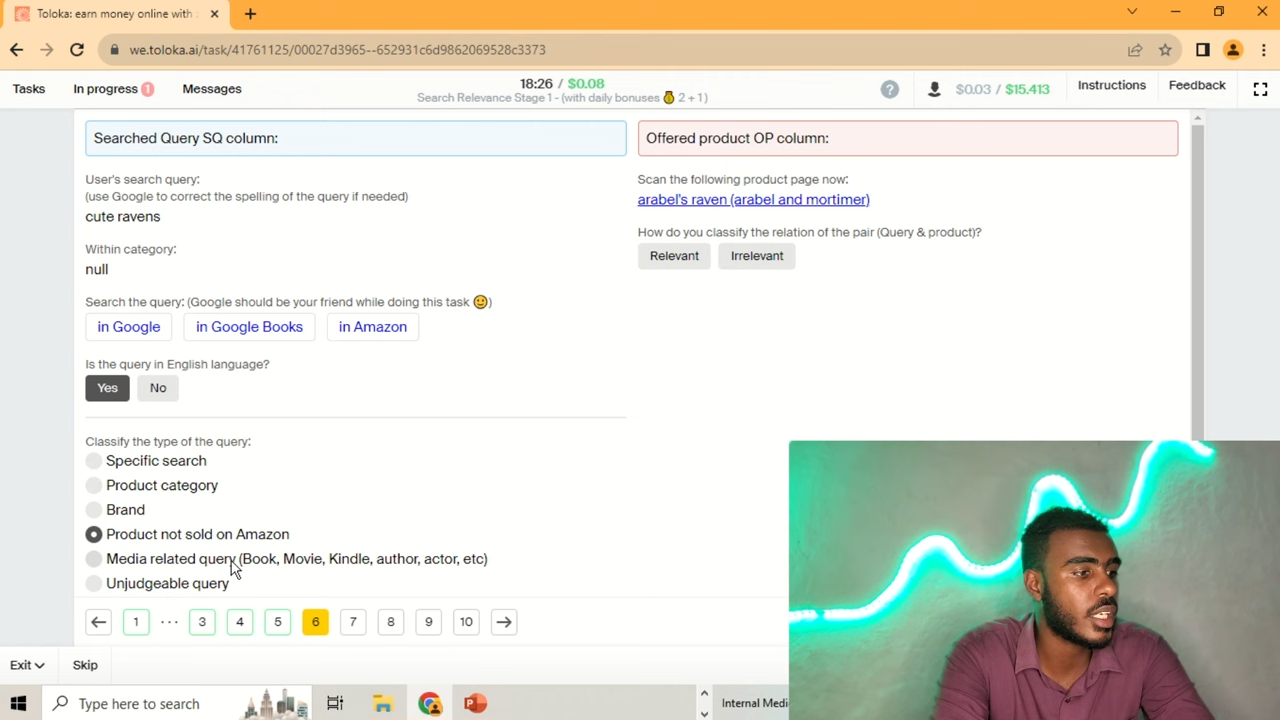 Toloka: earn money online with
we.toloka.ai/task/41761125/00027d3965--652931c6d9862069528c3373
Tasks
In progress 1
Messages
18:26 / $0.08
Search Relevance Stage 1 - (with daily bonuses 2 + 1)
?
$0.03 / $15.413
Instructions
Feedback
Searched Query SQ column:
Offered product OP column:
User's search query:
(use Google to correct the spelling of the query if needed)
cute ravens
Within category:
null
Search the query: (Google should be your friend while doing this task 🙂)
in Google
in Google Books
in Amazon
Is the query in English language?
Yes
No
Scan the following product page now:
arabel's raven (arabel and mortimer)
How do you classify the relation of the pair (Query & product)?
Relevant
Irrelevant
Classify the type of the query:
Specific search
Product category
Brand
Product not sold on Amazon
Media related query (Book, Movie, Kindle, author, actor, etc)
Unjudgeable query
1 ... 3 4 5 6 7 8 9 10
Exit
Skip
Type here to search
Internal Medi